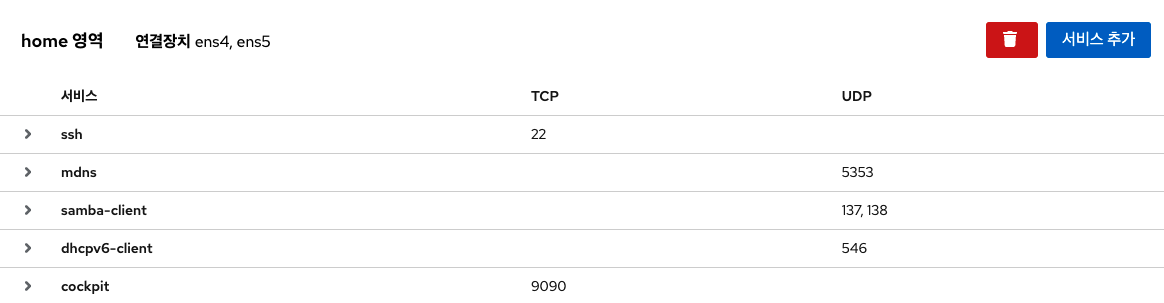 home 영역 연결장치 ens4, ens5 서비스 추가
서비스 TCP UDP
ssh 22
mdns 5353
samba-client 137, 138
dhcpv6-client 546
cockpit 9090